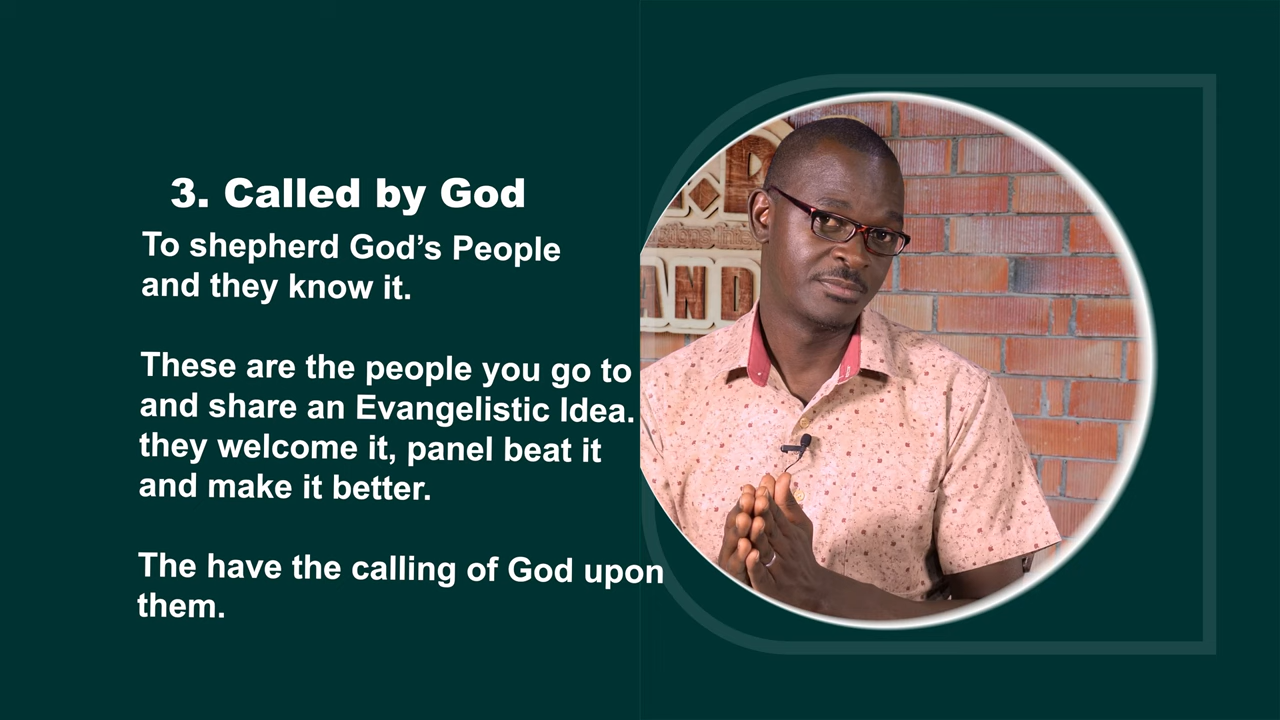 3. Called by God
To shepherd God’s People
and they know it.
These are the people you go to
and share an Evangelistic Idea.
they welcome it, panel beat it
and make it better.
The have the calling of God upon
them.
AND